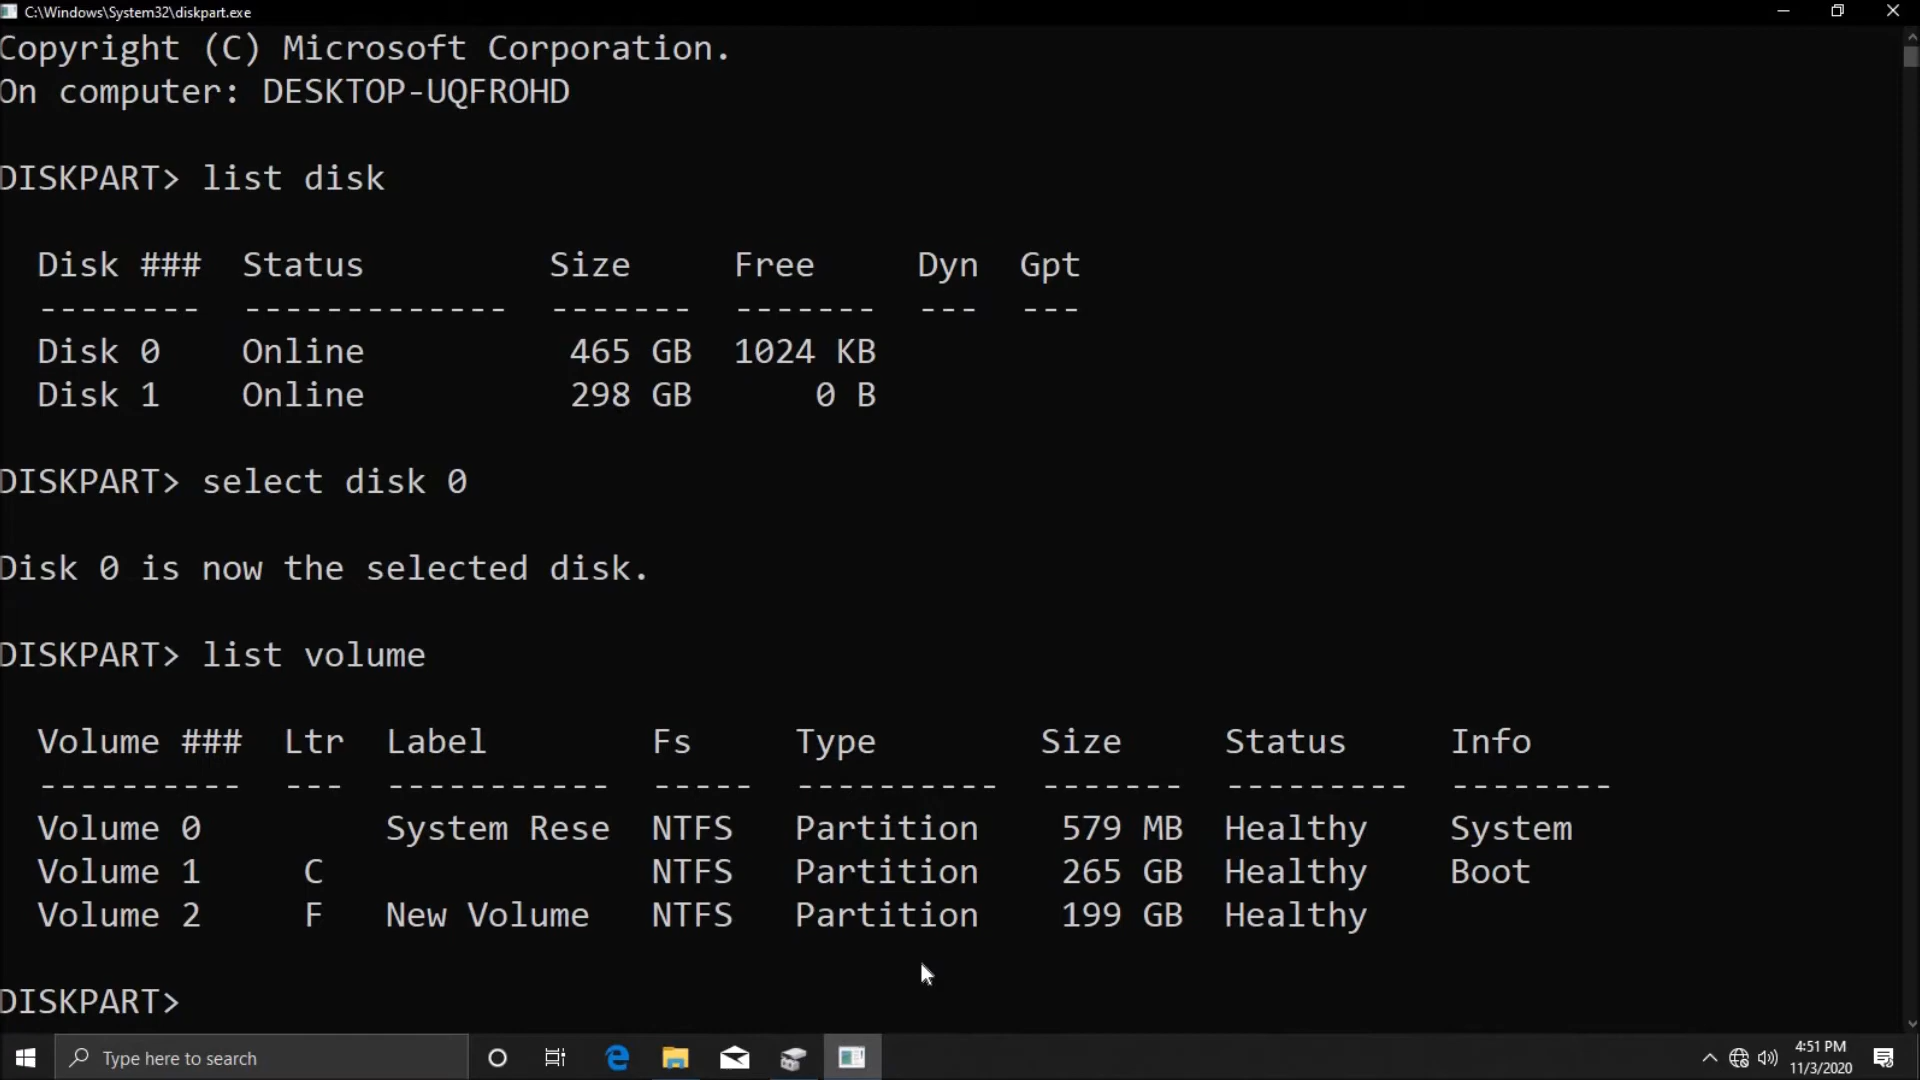 C:\Windows\System32\diskpart.exe
Copyright (C) Microsoft Corporation.
On computer: DESKTOP-UQFROHD
DISKPART> list disk
Disk ###  Status         Size     Free     Dyn  Gpt
--------  -------------  -------  -------  ---  ---
Disk 0    Online          465 GB  1024 KB
Disk 1    Online          298 GB      0 B
DISKPART> select disk 0
Disk 0 is now the selected disk.
DISKPART> list volume
Volume ###  Ltr  Label        Fs     Type        Size     Status     Info
----------  ---  -----------  -----  ----------  -------  ---------  --------
Volume 0         System Rese  NTFS   Partition    579 MB  Healthy    System
Volume 1     C                NTFS   Partition    265 GB  Healthy    Boot
Volume 2     F   New Volume   NTFS   Partition    199 GB  Healthy
DISKPART>
Type here to search
4:51 PM
11/3/2020